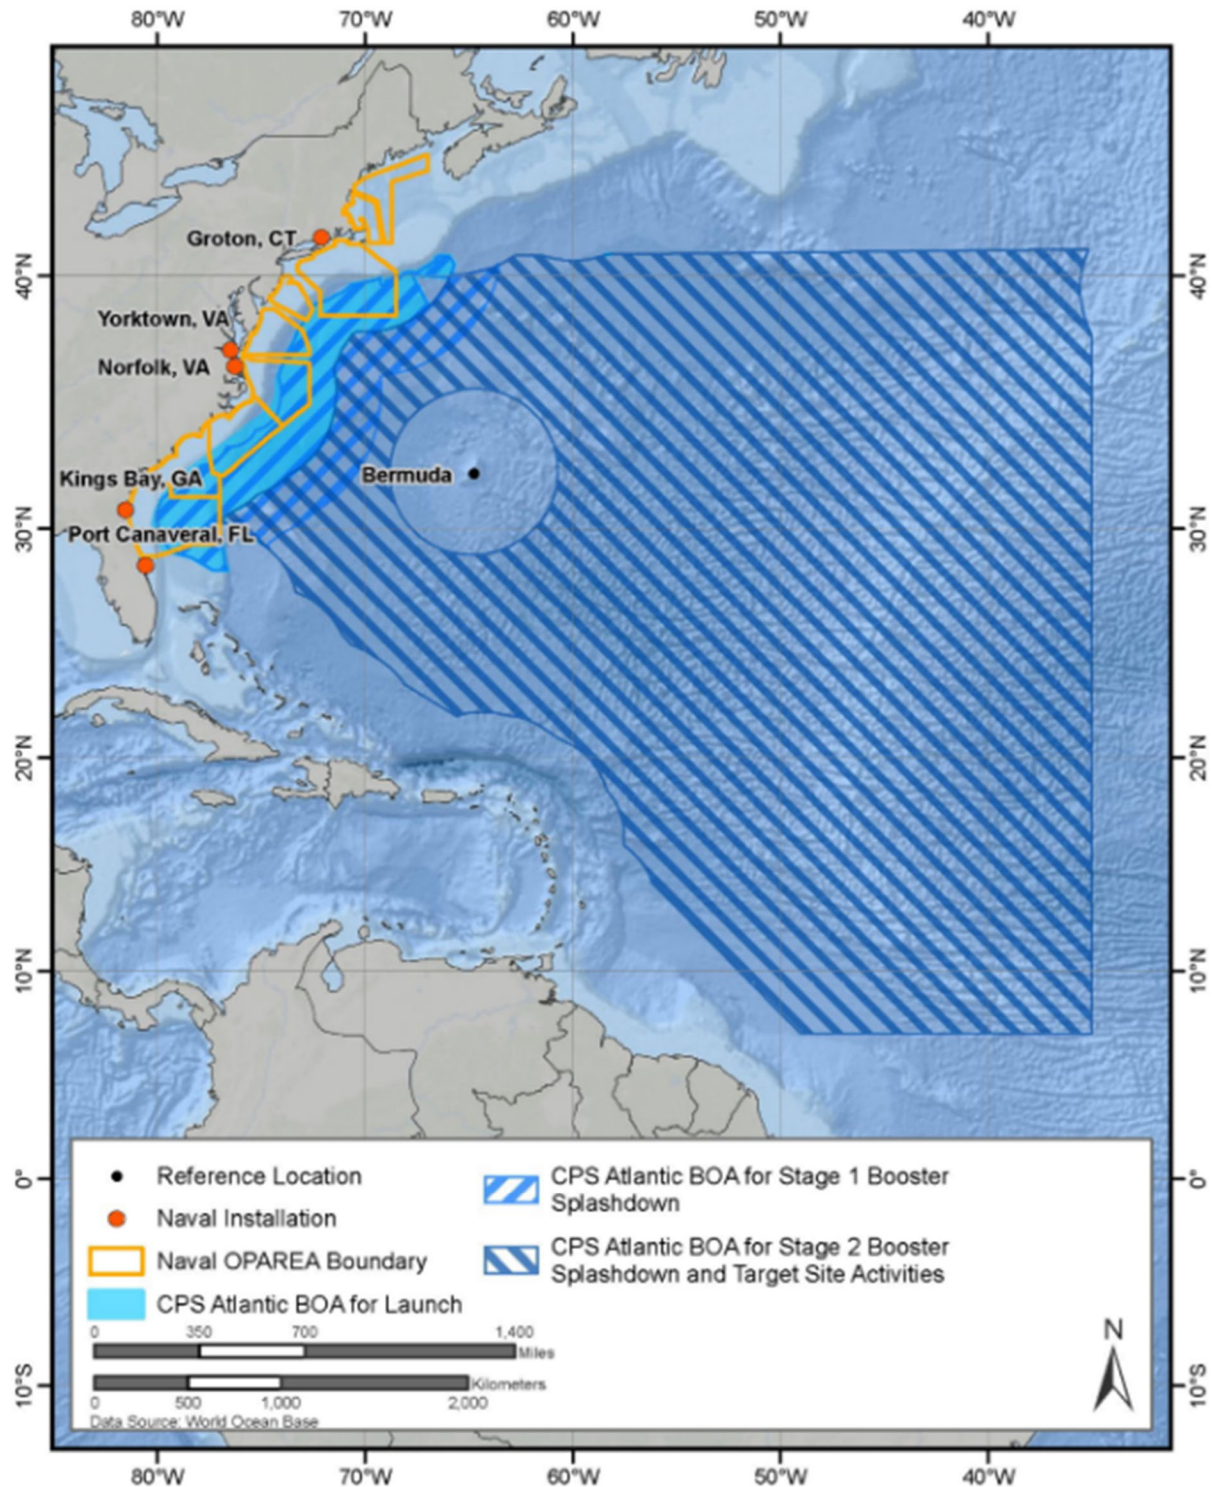 80°W 70°W 60°W 50°W 40°W
40°N 40°N
Groton, CT
Yorktown, VA
Norfolk, VA
Kings Bay, GA
Bermuda
30°N 30°N
Port Canaveral, FL
20°N 20°N
10°N 10°N
0° 0°
10°S 10°S
Reference Location
Naval Installation
Naval OPAREA Boundary
CPS Atlantic BOA for Launch
CPS Atlantic BOA for Stage 1 Booster
Splashdown
CPS Atlantic BOA for Stage 2 Booster
Splashdown and Target Site Activities
0 350 700 1,400
Miles
Kilometers
0 500 1,000 2,000
Data Source: World Ocean Base
N
80°W 70°W 60°W 50°W 40°W